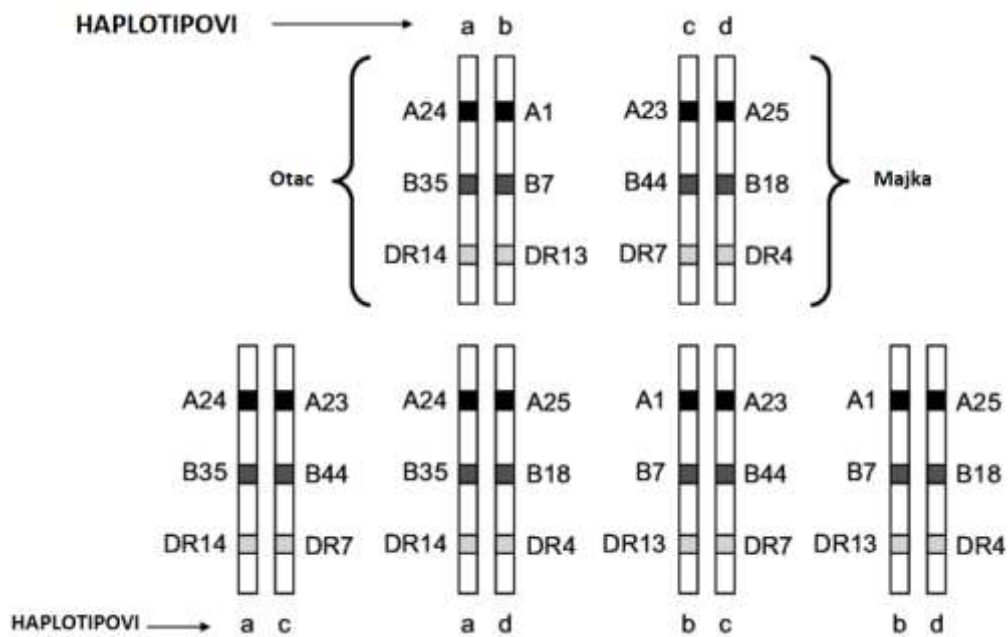 HAPLOTIPOVI a b c d
A24 A1 A23 A25
Otac B35 B7 B44 B18 Majka
DR14 DR13 DR7 DR4
A24 A23 A24 A25 A1 A23 A1 A25
B35 B44 B35 B18 B7 B44 B7 B18
DR14 DR7 DR14 DR4 DR13 DR7 DR13 DR4
HAPLOTIPOVI a c a d b c b d